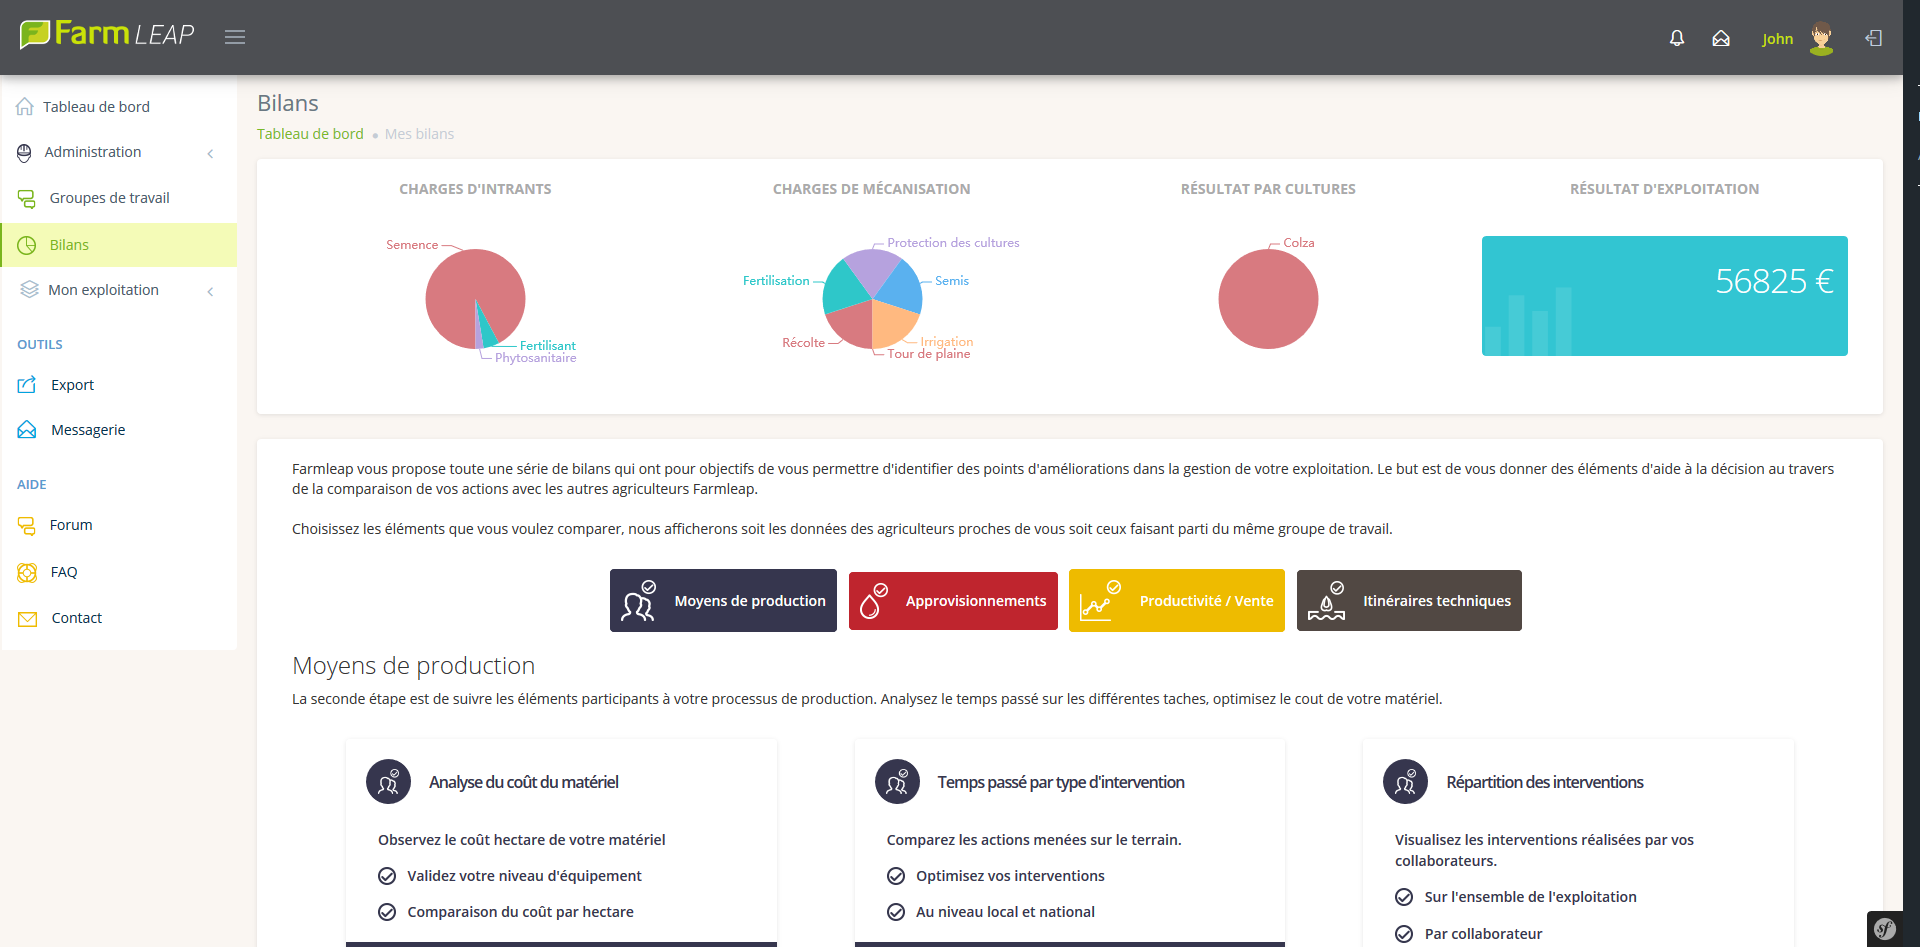 Farm LEAP
John
Tableau de bord
Administration
Groupes de travail
Bilans
Mon exploitation
OUTILS
Export
Messagerie
AIDE
Forum
FAQ
Contact
Bilans
Tableau de bord • Mes bilans
CHARGES D'INTRANTS
Semence
Fertilisant
Phytosanitaire
CHARGES DE MÉCANISATION
Protection des cultures
Fertilisation
Semis
Récolte
Irrigation
Tour de plaine
RÉSULTAT PAR CULTURES
Colza
RÉSULTAT D'EXPLOITATION
56825 €
Farmleap vous propose toute une série de bilans qui ont pour objectifs de vous permettre d'identifier des points d'améliorations dans la gestion de votre exploitation. Le but est de vous donner des éléments d'aide à la décision au travers
de la comparaison de vos actions avec les autres agriculteurs Farmleap.
Choisissez les éléments que vous voulez comparer, nous afficherons soit les données des agriculteurs proches de vous soit ceux faisant parti du même groupe de travail.
Moyens de production
Approvisionnements
Productivité / Vente
Itinéraires techniques
Moyens de production
La seconde étape est de suivre les éléments participants à votre processus de production. Analysez le temps passé sur les différentes taches, optimisez le cout de votre matériel.
Analyse du coût du matériel
Observez le coût hectare de votre matériel
Validez votre niveau d'équipement
Comparaison du coût par hectare
Temps passé par type d'intervention
Comparez les actions menées sur le terrain.
Optimisez vos interventions
Au niveau local et national
Répartition des interventions
Visualisez les interventions réalisées par vos
collaborateurs.
Sur l'ensemble de l'exploitation
Par collaborateur
sf